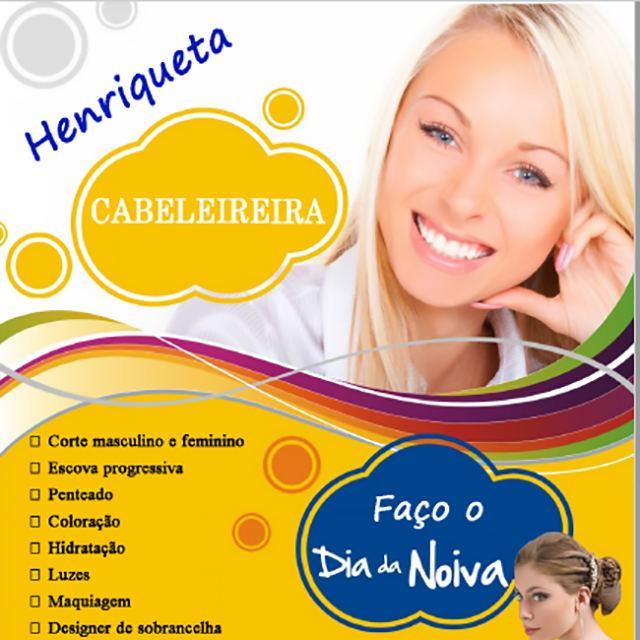 Henriqueta
CABELEIREIRA
Corte masculino e feminino
Escova progressiva
Penteado
Coloração
Hidratação
Luzes
Maquiagem
Designer de sobrancelha
Faço o
Dia da Noiva